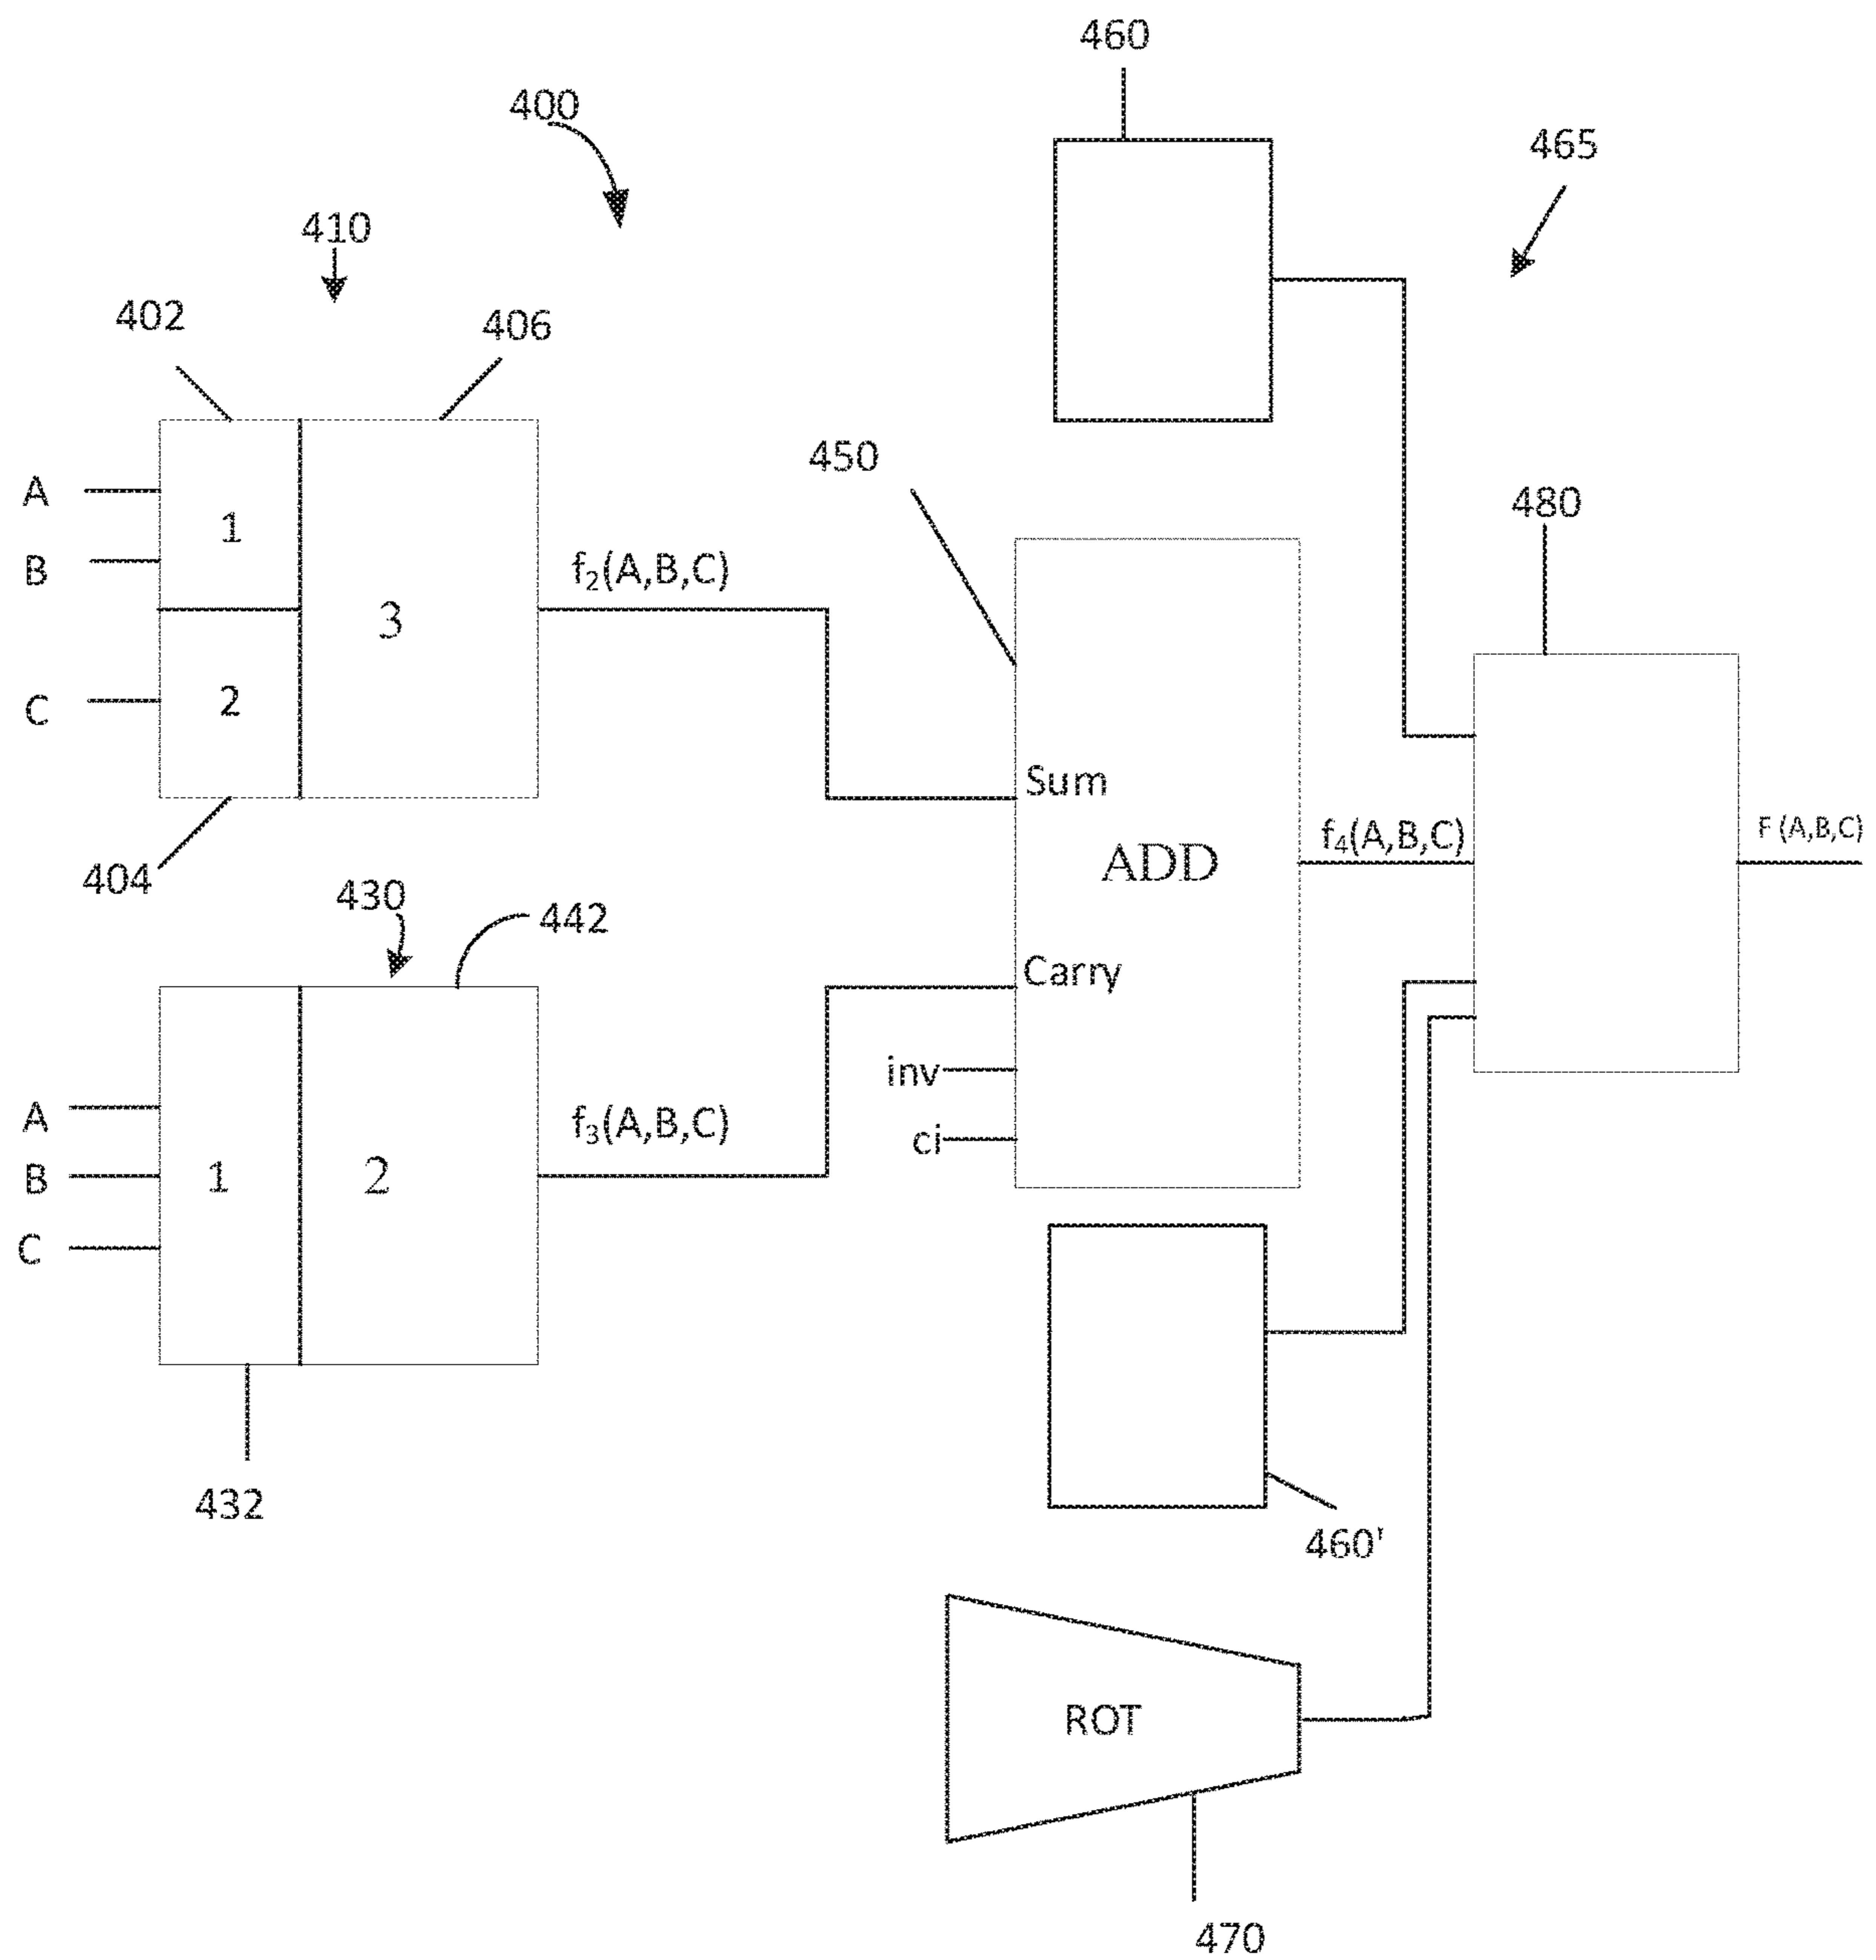 460
400
465
410
402
406
450
480
A
1
B
f₂(A,B,C)
3
C
2
Sum
F (A,B,C)
f₄(A,B,C)
ADD
404
430
442
Carry
inv
A
f₃(A,B,C)
ci
B
1
2
C
432
460'
ROT
470